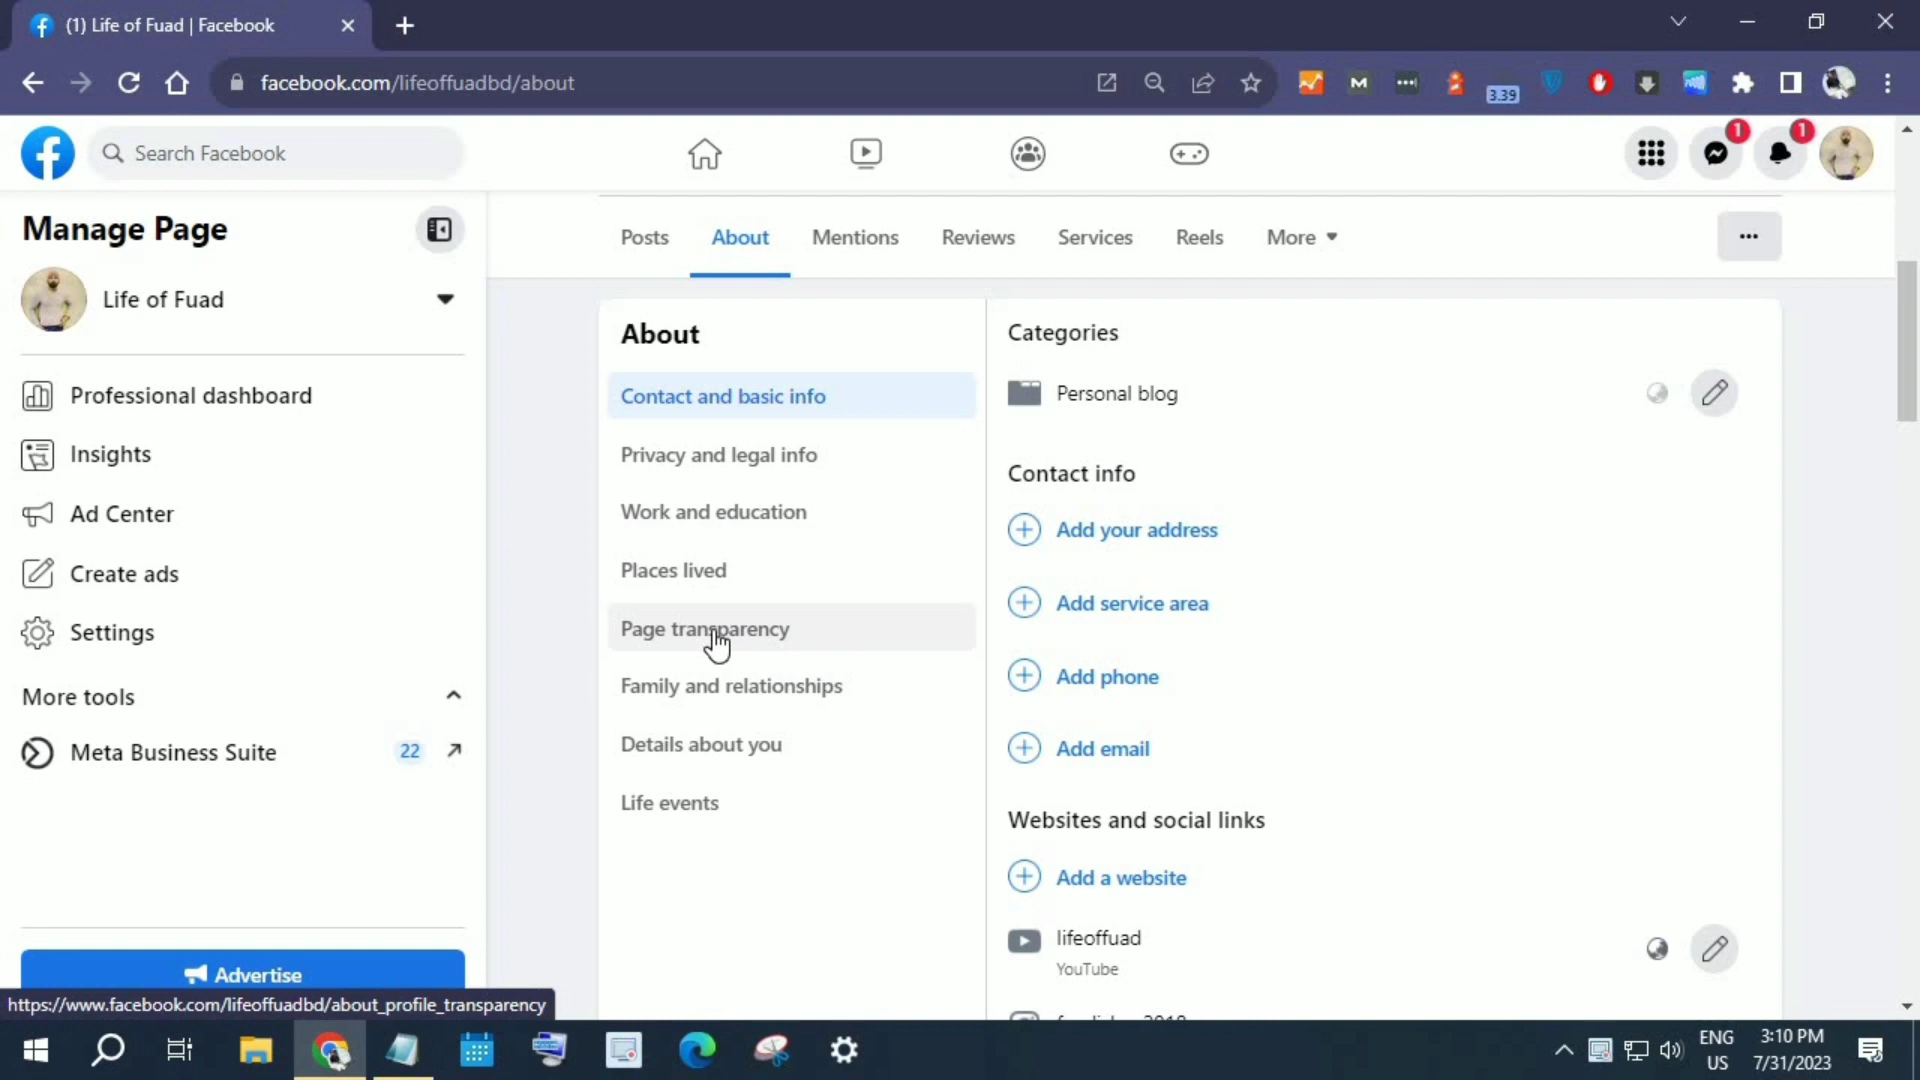 (1) Life of Fuad | Facebook
facebook.com/lifeoffuadbd/about
3.39
Search Facebook
1
1
Manage Page
Life of Fuad
Professional dashboard
Insights
Ad Center
Create ads
Settings
More tools
Meta Business Suite
22
Advertise
https://www.facebook.com/lifeoffuadbd/about_profile_transparency
Posts
About
Mentions
Reviews
Services
Reels
More
About
Contact and basic info
Privacy and legal info
Work and education
Places lived
Page transparency
Family and relationships
Details about you
Life events
Categories
Personal blog
Contact info
Add your address
Add service area
Add phone
Add email
Websites and social links
Add a website
lifeoffuad
YouTube
ENG
US
3:10 PM
7/31/2023